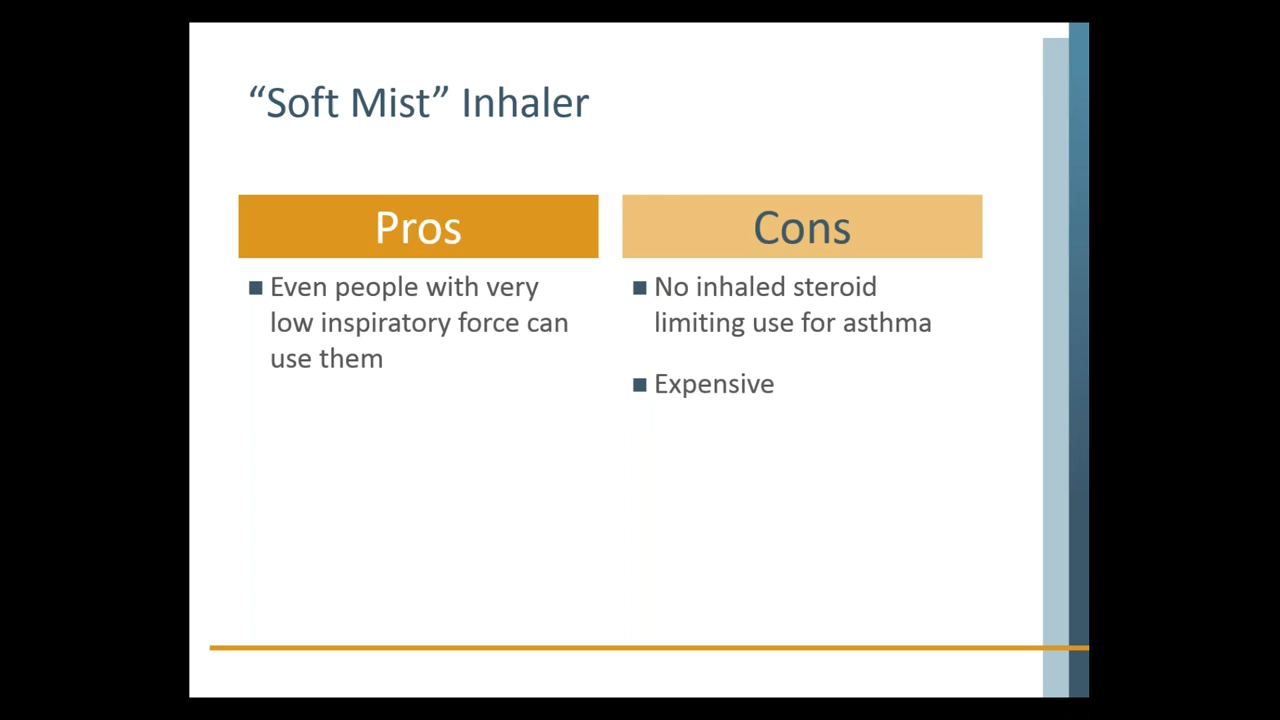 “Soft Mist” Inhaler
Pros
■ Even people with very
low inspiratory force can
use them
Cons
■ No inhaled steroid
limiting use for asthma
■ Expensive